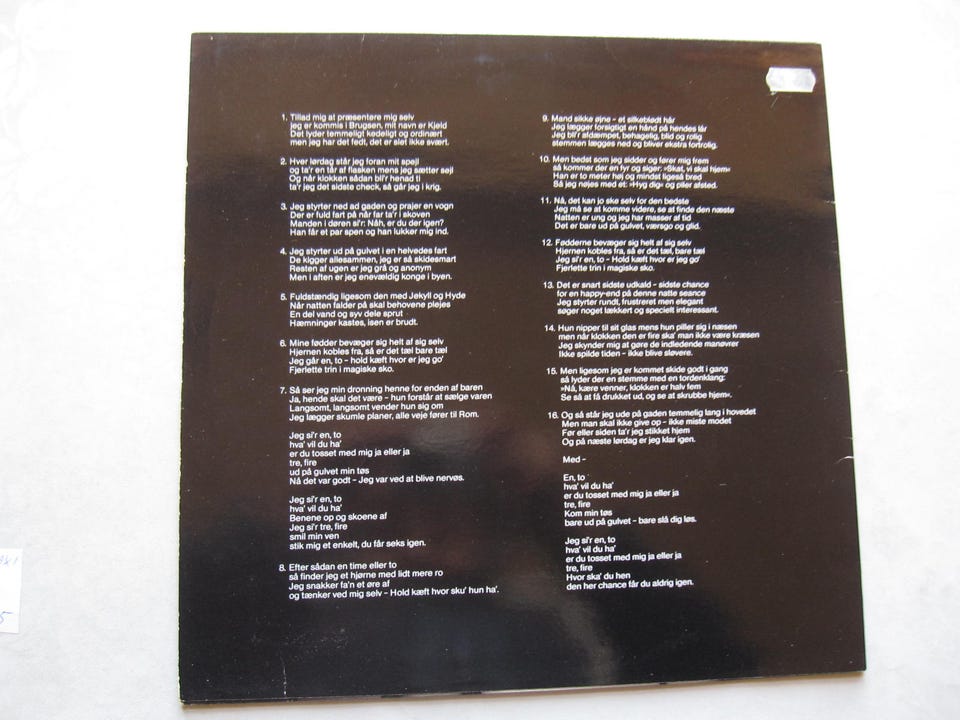 1. Tillad mig at præsentere mig selv
jeg er kommis i Brugsen, mit navn er Kjeld
Det lyder temmeligt kedeligt og ordinært
men jeg har det fedt, det er slet ikke svært.
2. Hver lørdag står jeg foran mit spejl
og ta'r en tår af flasken mens jeg sætter sejl
Og når klokken sådan bli'r henad ti
ta'r jeg det sidste check, så går jeg i krig.
3. Jeg styrter ned ad gaden og prajer en vogn
Der er fuld fart på når far ta'r i skoven
Manden i døren si'r: Nåh, er du der igen?
Han får et par spen og han lukker mig ind.
4. Jeg styrter ud på gulvet i en helvedes fart
De kigger allesammen, jeg er så skidesmart
Resten af ugen er jeg grå og anonym
Men i aften er jeg enevældig konge i byen.
5. Fuldstændig ligesom den med Jekyll og Hyde
Når natten falder på skal behovene plejes
En del vand og syv dele sprut
Hæmninger kastes, isen er brudt.
6. Mine fødder bevæger sig helt af sig selv
Hjernen kobles fra, så er det tæl bare tæl
Jeg går en, to - hold kæft hvor er jeg go'
Fjerlette trin i magiske sko.
7. Så ser jeg min dronning henne for enden af baren
Ja, hende skal det være - hun forstår at sælge varen
Langsomt, langsomt vender hun sig om
Jeg lægger skumle planer, alle veje fører til Rom.
Jeg si'r en, to
hva' vil du ha'
er du tosset med mig ja eller ja
tre, fire
ud på gulvet min tøs
Nå det var godt - Jeg var ved at blive nervøs.
Jeg si'r en, to
hva' vil du ha'
Benene op og skoene af
Jeg si'r tre, fire
smil min ven
stik mig et enkelt, du får seks igen.
8. Efter sådan en time eller to
så finder jeg et hjørne med lidt mere ro
Jeg snakker fa'n et øre af
og tænker ved mig selv - Hold kæft hvor sku' hun ha'.
9. Mand sikke øjne - et silkeblødt hår
Jeg lægger forsigtigt en hånd på hendes lår
Jeg bli'r afdæmpet, behagelig, blid og rolig
stemmen lægges ned og bliver ekstra fortrolig.
10. Men bedst som jeg sidder og fører mig frem
så kommer der en fyr og siger: »Skat, vi skal hjem«
Han er to meter høj og mindst ligeså bred
Så jeg nøjes med et: »Hyg dig« og piler afsted.
11. Nå, det kan jo ske selv for den bedste
Jeg må se at komme videre, se at finde den næste
Natten er ung og jeg har masser af tid
Det er bare ud på gulvet, værsgo og glid.
12. Fødderne bevæger sig helt af sig selv
Hjernen kobles fra, så er det tæl, bare tæl
Jeg si'r en, to - Hold kæft hvor er jeg go'
Fjerlette trin i magiske sko.
13. Det er snart sidste udkald - sidste chance
for en happy-end på denne natte seance
Jeg styrter rundt, frustreret men elegant
søger noget lækkert og specielt interessant.
14. Hun nipper til sit glas mens hun piller sig i næsen
men når klokken den er fire ska' man ikke være kræsen
Jeg skynder mig at gøre de indledende manøvrer
Ikke spilde tiden - ikke blive sløvere.
15. Men ligesom jeg er kommet skide godt i gang
så lyder der en stemme med en tordenklang:
»Nå, kære venner, klokken er halv fem
Se så at få drukket ud, og se at skrubbe hjem«.
16. Og så står jeg ude på gaden temmelig lang i hovedet
Men man skal ikke give op - ikke miste modet
Før eller siden ta'r jeg stikket hjem
Og på næste lørdag er jeg klar igen.
Med -
En, to
hva' vil du ha'
er du tosset med mig ja eller ja
tre, fire
Kom min tøs
bare ud på gulvet - bare slå dig løs.
Jeg si'r en, to
hva' vil du ha'
er du tosset med mig ja eller ja
tre, fire
Hvor ska' du hen
den her chance får du aldrig igen.